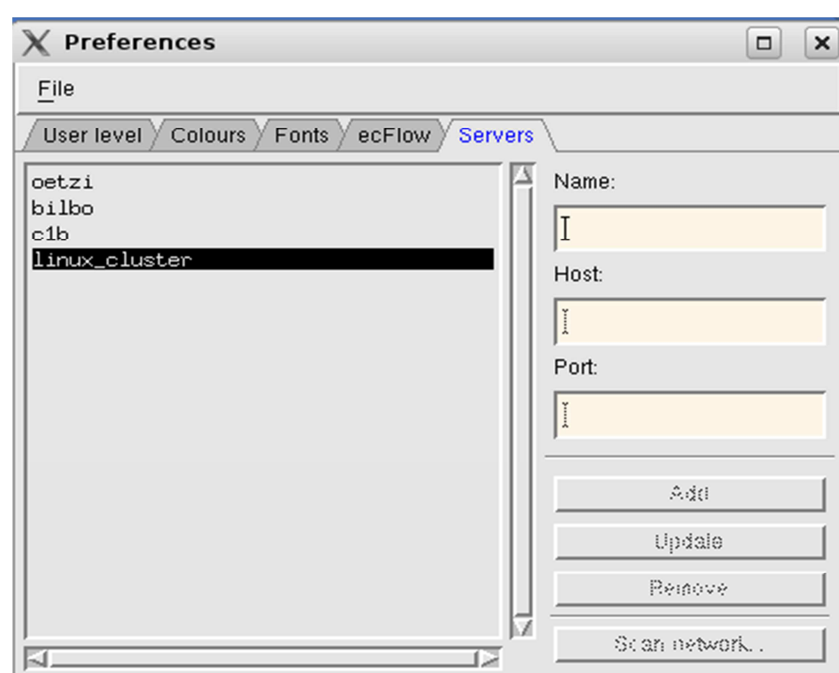 Preferences
File
User level Colours Fonts ecFlow Servers
oetzi
bilbo
c1b
linux_cluster
Name:
Host:
Port:
Add
Update
Remove
Scan network...